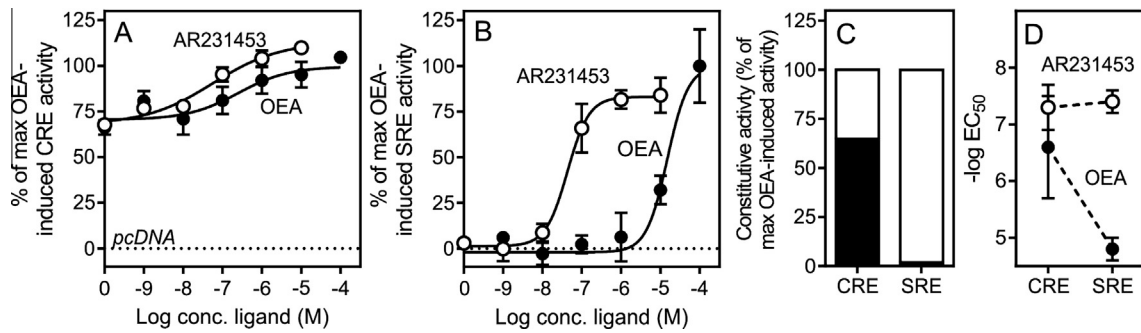 A
AR231453
OEA
pcDNA
% of max OEA-
induced CRE activity
125
100
75
50
25
0
0 -9 -8 -7 -6 -5 -4
Log conc. ligand (M)
B
AR231453
OEA
% of max OEA-
induced SRE activity
125
100
75
50
25
0
0 -9 -8 -7 -6 -5 -4
Log conc. ligand (M)
C
Constitutive activity (% of
max OEA-induced activity)
125
100
75
50
25
0
CRE SRE
D
AR231453
OEA
-log EC50
8
7
6
5
CRE SRE